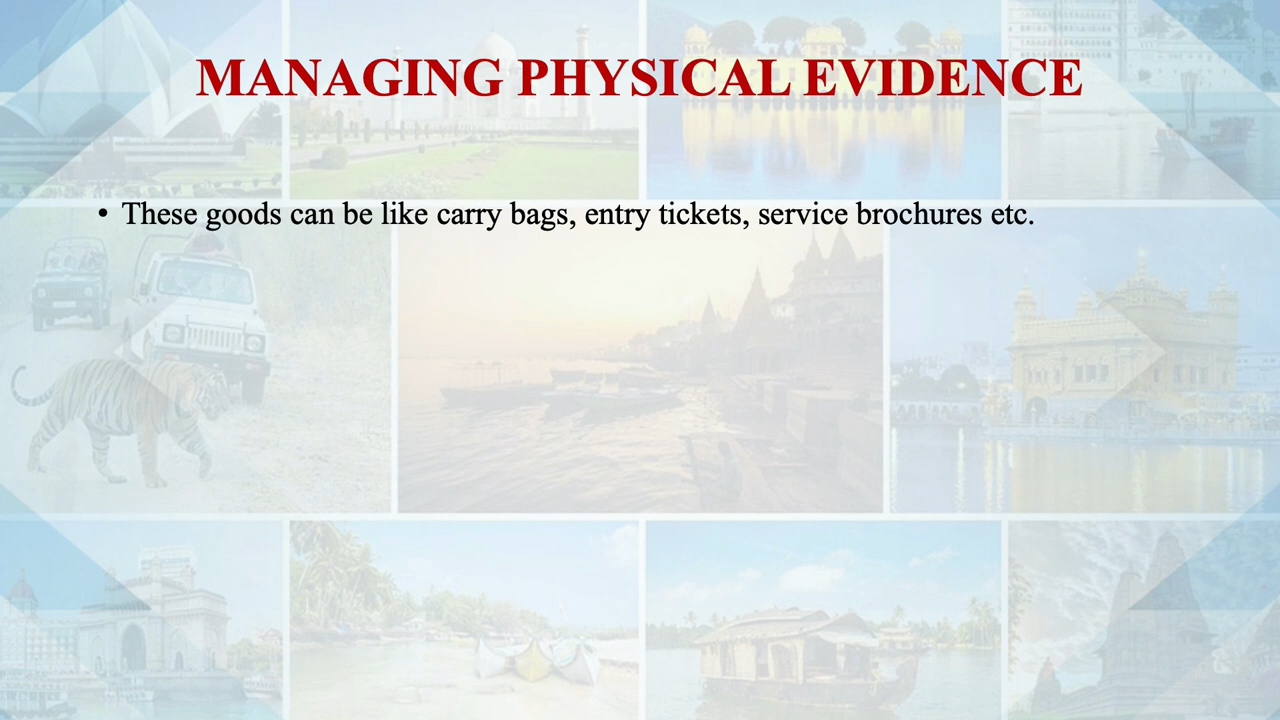 MANAGING PHYSICAL EVIDENCE
• These goods can be like carry bags, entry tickets, service brochures etc.